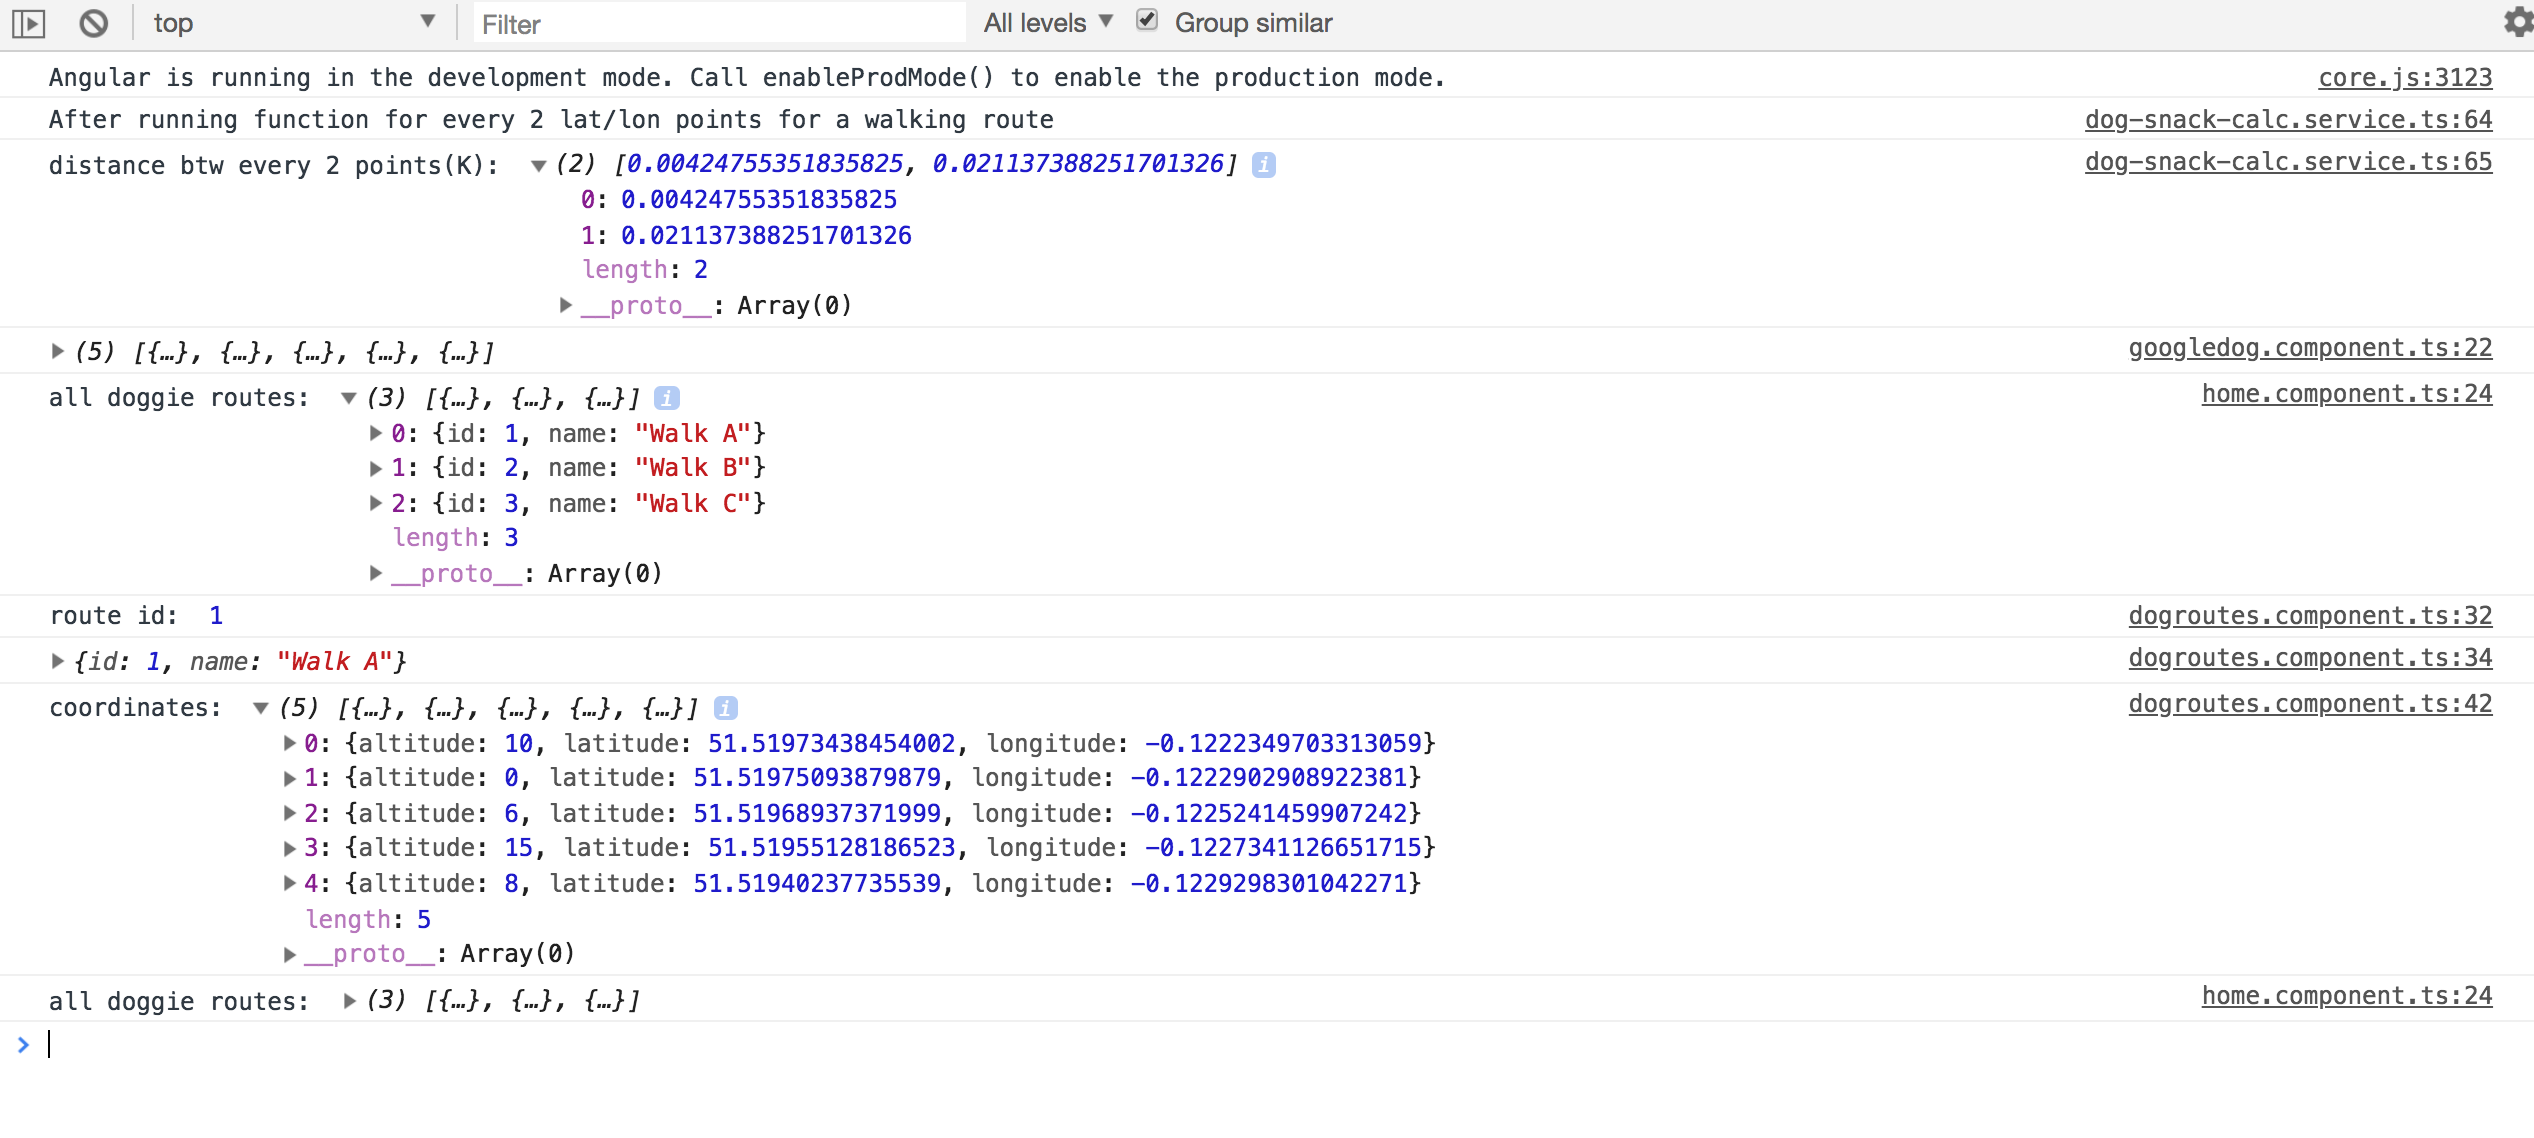 top Filter All levels Group similar
Angular is running in the development mode. Call enableProdMode() to enable the production mode. core.js:3123
After running function for every 2 lat/lon points for a walking route dog-snack-calc.service.ts:64
distance btw every 2 points(K): (2) [0.00424755351835825, 0.021137388251701326] i dog-snack-calc.service.ts:65
0: 0.00424755351835825
1: 0.021137388251701326
length: 2
__proto__: Array(0)
(5) [{…}, {…}, {…}, {…}, {…}] googledog.component.ts:22
all doggie routes: (3) [{…}, {…}, {…}] i home.component.ts:24
0: {id: 1, name: "Walk A"}
1: {id: 2, name: "Walk B"}
2: {id: 3, name: "Walk C"}
length: 3
__proto__: Array(0)
route id: 1 dogroutes.component.ts:32
{id: 1, name: "Walk A"} dogroutes.component.ts:34
coordinates: (5) [{…}, {…}, {…}, {…}, {…}] i dogroutes.component.ts:42
0: {altitude: 10, latitude: 51.51973438454002, longitude: -0.1222349703313059}
1: {altitude: 0, latitude: 51.51975093879879, longitude: -0.1222902908922381}
2: {altitude: 6, latitude: 51.51968937371999, longitude: -0.1225241459907242}
3: {altitude: 15, latitude: 51.51955128186523, longitude: -0.1227341126651715}
4: {altitude: 8, latitude: 51.51940237735539, longitude: -0.1229298301042271}
length: 5
__proto__: Array(0)
all doggie routes: (3) [{…}, {…}, {…}] home.component.ts:24
>